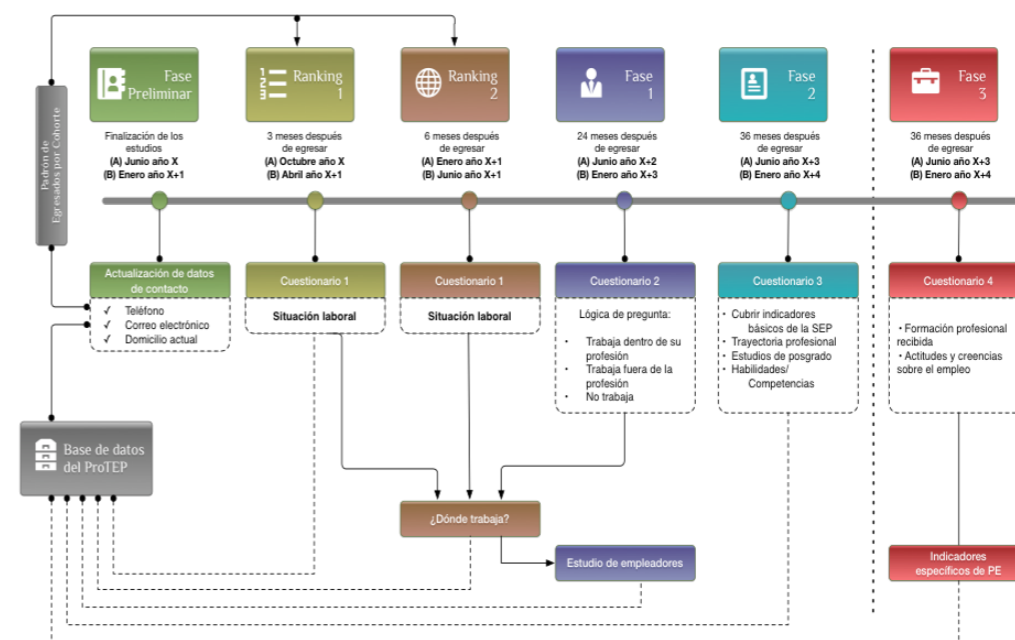 Padrón de
Egresados por Cohorte
Fase
Preliminar
Finalización de los
estudios
(A) Junio año X
(B) Enero año X+1
1
2
3
Ranking
1
3 meses después
de egresar
(A) Octubre año X
(B) Abril año X+1
Ranking
2
6 meses después
de egresar
(A) Enero año X+1
(B) Junio año X+1
Fase
1
24 meses después
de egresar
(A) Junio año X+2
(B) Enero año X+3
Fase
2
36 meses después
de egresar
(A) Junio año X+3
(B) Enero año X+4
Fase
3
36 meses después
de egresar
(A) Junio año X+3
(B) Enero año X+4
Actualización de datos
de contacto
✓ Teléfono
✓ Correo electrónico
✓ Domicilio actual
Cuestionario 1
Situación laboral
Cuestionario 1
Situación laboral
Cuestionario 2
Lógica de pregunta:
• Trabaja dentro de su
profesión
• Trabaja fuera de la
profesión
• No trabaja
Cuestionario 3
• Cubrir indicadores
básicos de la SEP
• Trayectoria profesional
• Estudios de posgrado
• Habilidades/
Competencias
Cuestionario 4
• Formación profesional
recibida
• Actitudes y creencias
sobre el empleo
Base de datos
del ProTEP
¿Dónde trabaja?
Estudio de empleadores
Indicadores
específicos de PE